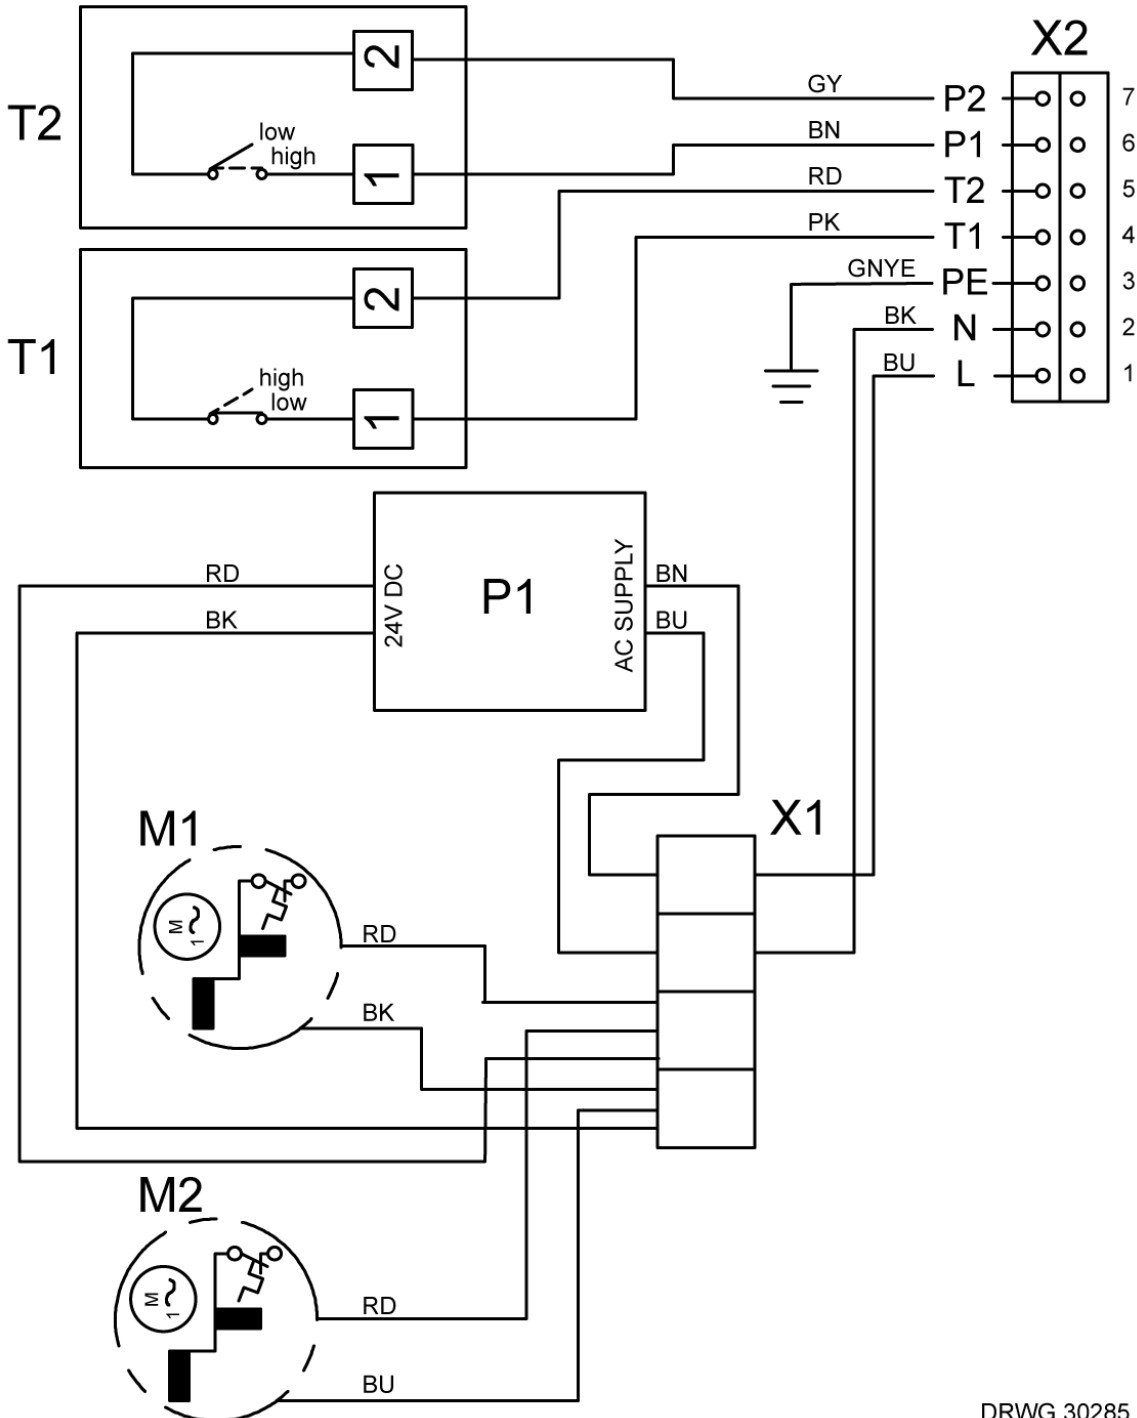 X2
T2
2
low
high
1
GY
P2
7
BN
P1
6
RD
T2
5
PK
T1
4
GNYE
PE
3
BK
N
2
BU
L
1
T1
2
high
low
1
RD
BK
24V DC
P1
AC SUPPLY
BN
BU
X1
M1
M
1
RD
BK
M2
M
1
RD
BU
DRWG 30285